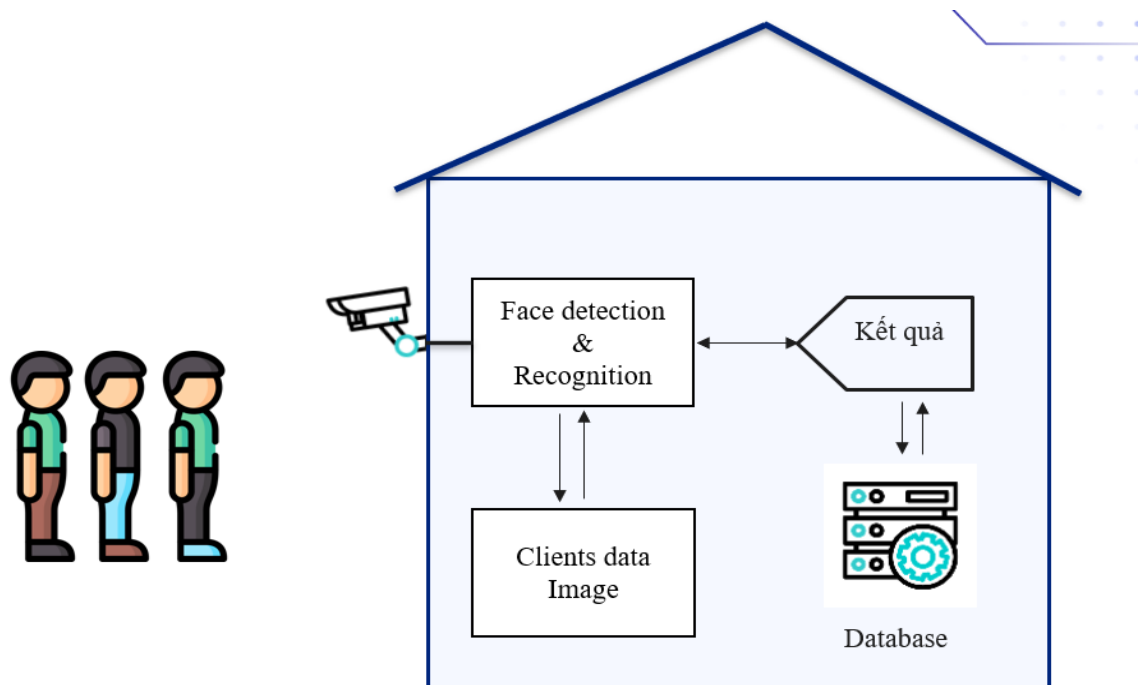 Face detection
&
Recognition
Kết quả
Clients data
Image
Database